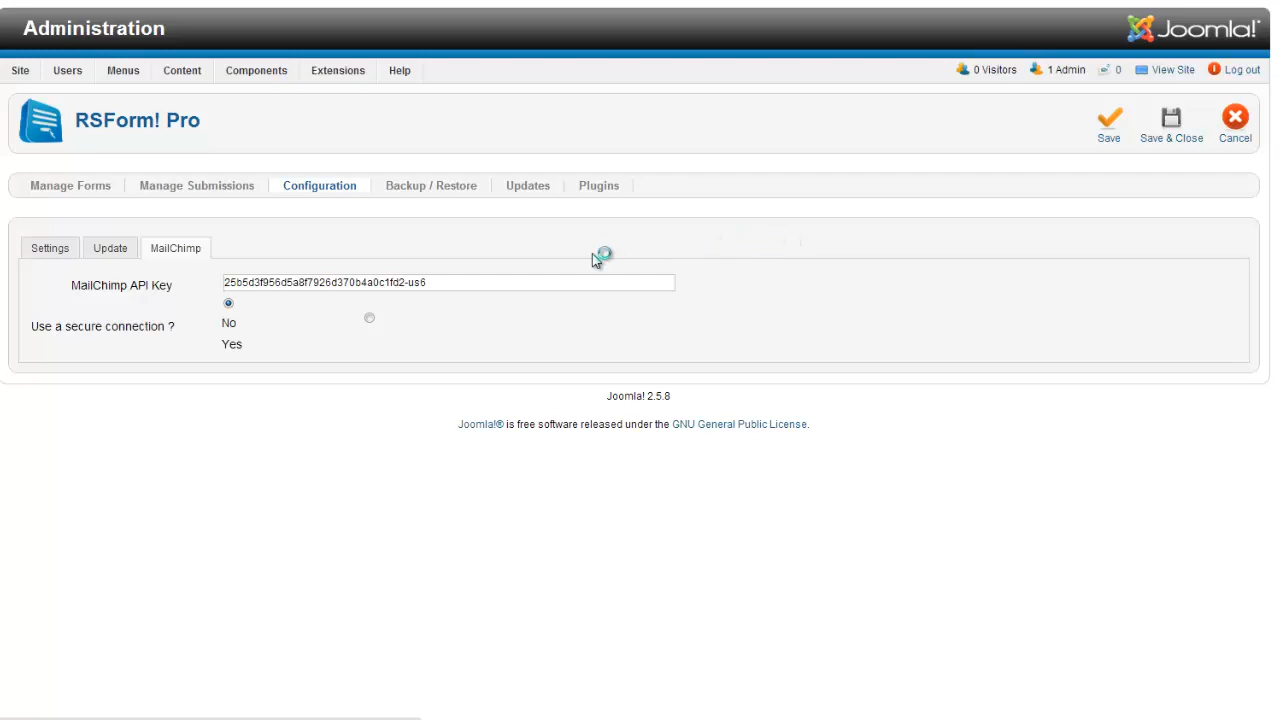 Administration
Joomla!
Site Users Menus Content Components Extensions Help
0 Visitors 1 Admin 0 View Site Log out
RSForm! Pro
Save Save & Close Cancel
Manage Forms Manage Submissions Configuration Backup / Restore Updates Plugins
Settings Update MailChimp
MailChimp API Key 25b5d3f956d5a8f7926d370b4a0c1fd2-us6
Use a secure connection ?
No
Yes
Joomla! 2.5.8
Joomla!® is free software released under the GNU General Public License.